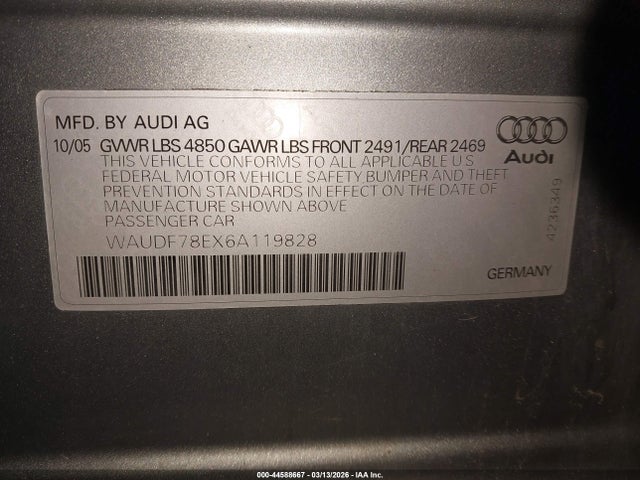 MFD. BY AUDI AG
10/05 GVWR LBS 4850 GAWR LBS FRONT 2491/REAR 2469
THIS VEHICLE CONFORMS TO ALL APPLICABLE U S
FEDERAL MOTOR VEHICLE SAFETY BUMPER AND THEFT
PREVENTION STANDARDS IN EFFECT ON THE DATE OF
MANUFACTURE SHOWN ABOVE
PASSENGER CAR
WAUDF78EX6A119828
Audi
4236349
GERMANY
000-44588667 - 03/13/2026 - IAA Inc.